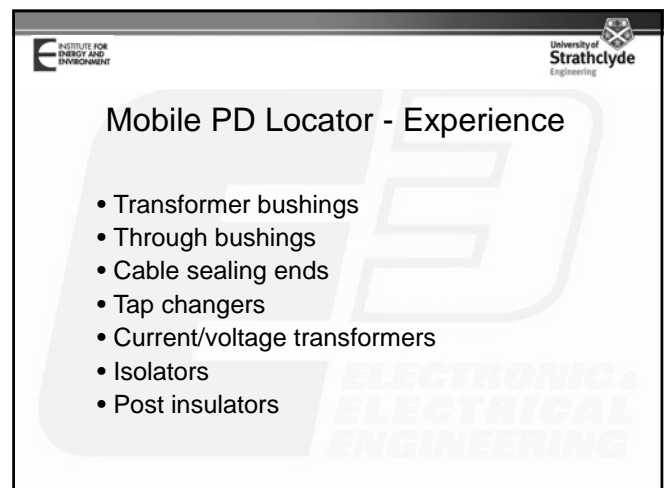 INSTITUTE FOR
ENERGY AND
ENVIRONMENT
University of
Strathclyde
Engineering
Mobile PD Locator - Experience
• Transformer bushings
• Through bushings
• Cable sealing ends
• Tap changers
• Current/voltage transformers
• Isolators
• Post insulators
ELECTRONIC &
ELECTRICAL
ENGINEERING